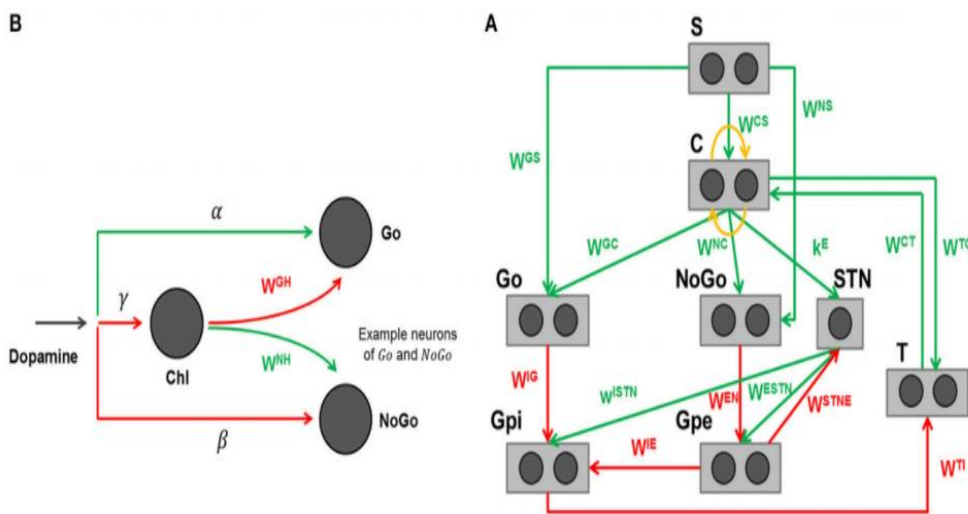 B
α
Go
W^GH
γ
Dopamine
ChI
W^NH
Example neurons
of Go and NoGo
NoGo
β
A
S
W^NS
W^CS
C
W^GS
W^GC
W^NC
k^E
W^CT
W^TC
Go
NoGo
STN
T
W^IG
W^ISTN
W^EN
W^ESTN
W^STNE
Gpi
Gpe
W^IE
W^TI